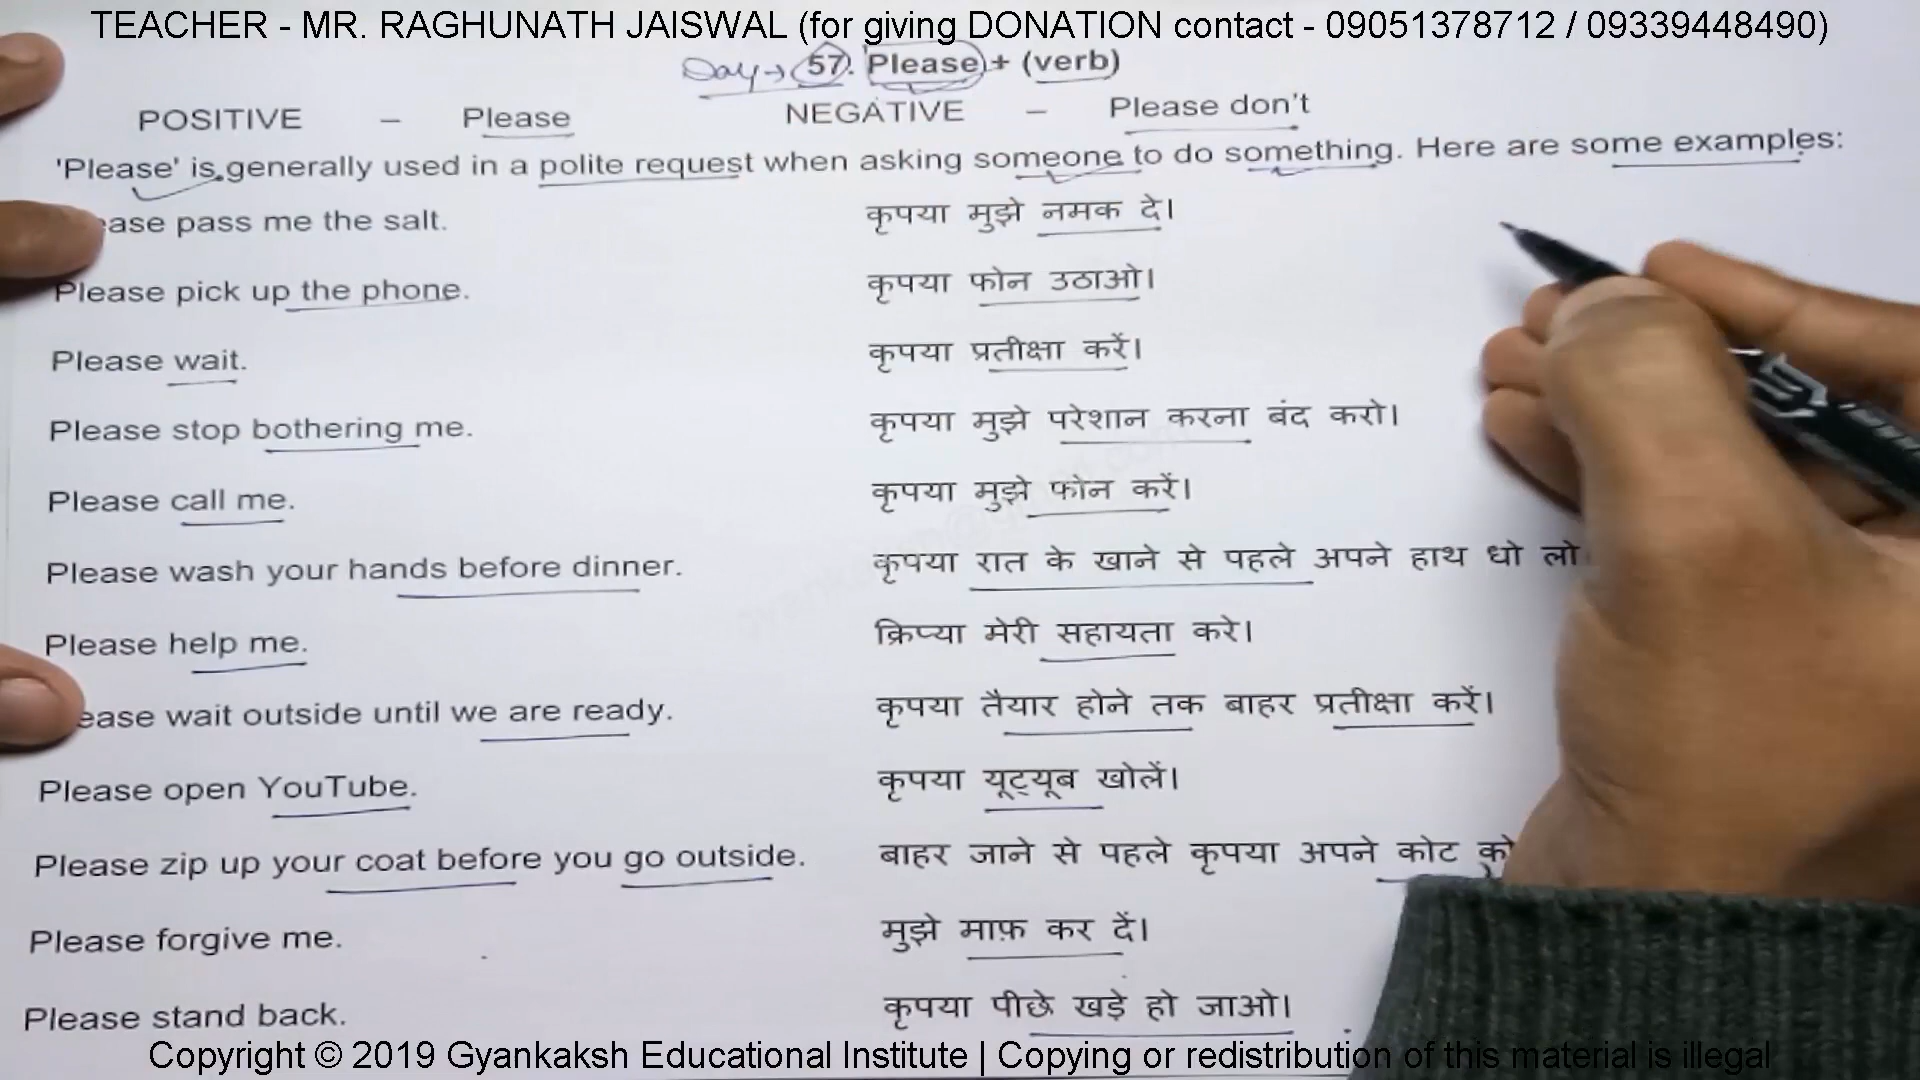 TEACHER - MR. RAGHUNATH JAISWAL (for giving DONATION contact - 09051378712 / 09339448490)
Day → 57. Please + (verb)
POSITIVE – Please NEGATIVE – Please don't
'Please' is generally used in a polite request when asking someone to do something. Here are some examples:
ease pass me the salt. कृपया मुझे नमक दे।
Please pick up the phone. कृपया फोन उठाओ।
Please wait. कृपया प्रतीक्षा करें।
Please stop bothering me. कृपया मुझे परेशान करना बंद करो।
Please call me. कृपया मुझे फोन करें।
Please wash your hands before dinner. कृपया रात के खाने से पहले अपने हाथ धो लो
Please help me. क्रिप्या मेरी सहायता करे।
ease wait outside until we are ready. कृपया तैयार होने तक बाहर प्रतीक्षा करें।
Please open YouTube. कृपया यूट्यूब खोलें।
Please zip up your coat before you go outside. बाहर जाने से पहले कृपया अपने कोट को
Please forgive me. मुझे माफ़ कर दें।
Please stand back. कृपया पीछे खड़े हो जाओ।
Copyright © 2019 Gyankaksh Educational Institute | Copying or redistribution of this material is illegal